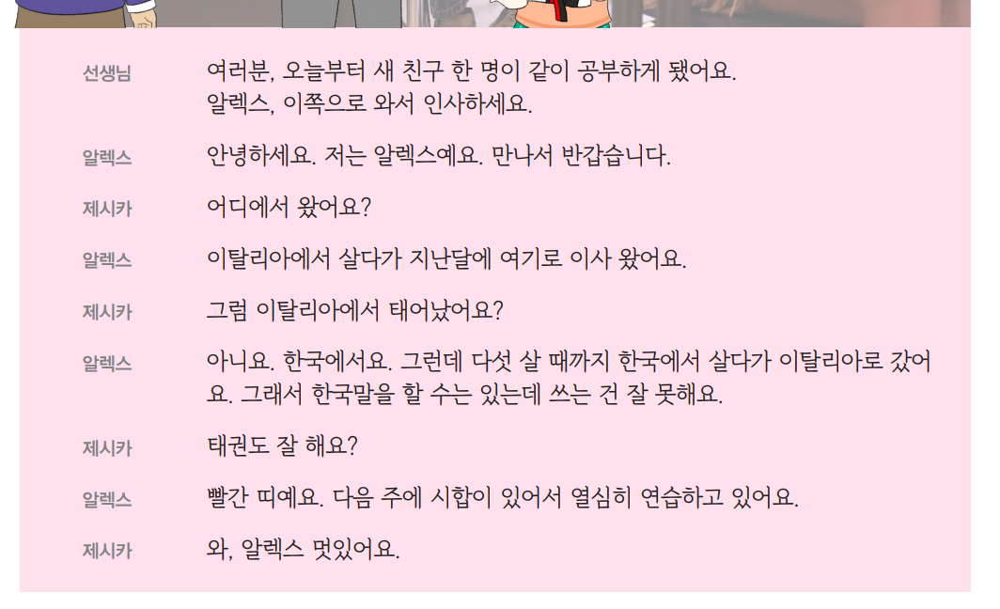 선생님 여러분, 오늘부터 새 친구 한 명이 같이 공부하게 됐어요.
알렉스, 이쪽으로 와서 인사하세요.
알렉스 안녕하세요. 저는 알렉스예요. 만나서 반갑습니다.
제시카 어디에서 왔어요?
알렉스 이탈리아에서 살다가 지난달에 여기로 이사 왔어요.
제시카 그럼 이탈리아에서 태어났어요?
알렉스 아니요. 한국에서요. 그런데 다섯 살 때까지 한국에서 살다가 이탈리아로 갔어
요. 그래서 한국말을 할 수는 있는데 쓰는 건 잘 못해요.
제시카 태권도 잘 해요?
알렉스 빨간 띠예요. 다음 주에 시합이 있어서 열심히 연습하고 있어요.
제시카 와, 알렉스 멋있어요.